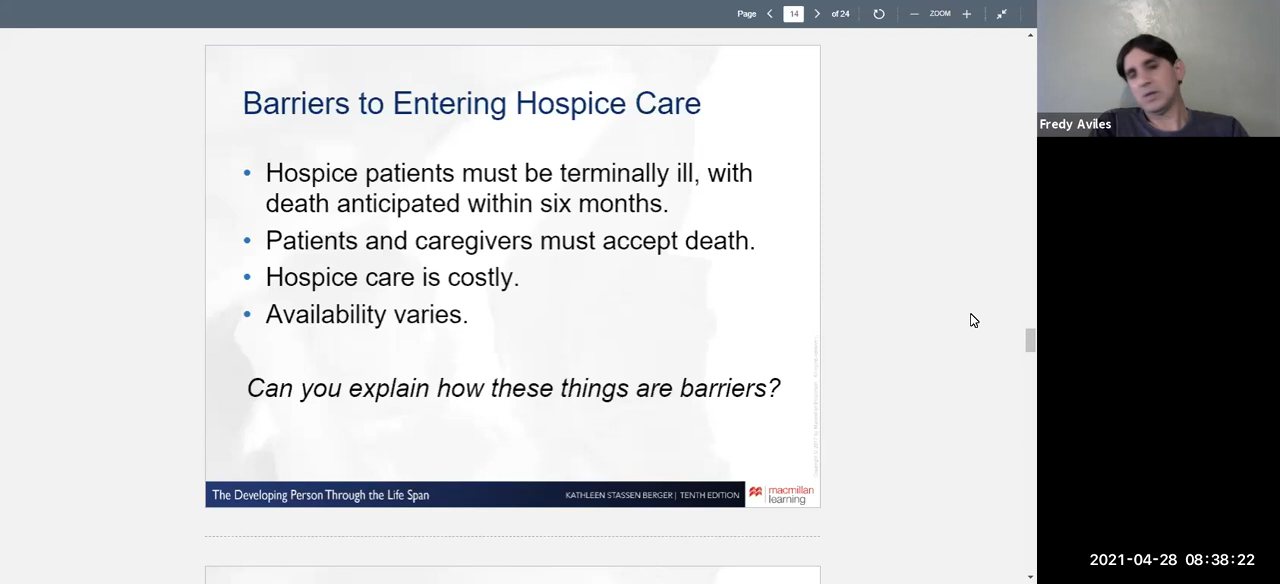 Page 14 of 24 ZOOM
Barriers to Entering Hospice Care
• Hospice patients must be terminally ill, with
death anticipated within six months.
• Patients and caregivers must accept death.
• Hospice care is costly.
• Availability varies.
Can you explain how these things are barriers?
The Developing Person Through the Life Span
KATHLEEN STASSEN BERGER | TENTH EDITION
macmillan
learning
Fredy Aviles
2021-04-28 08:38:22